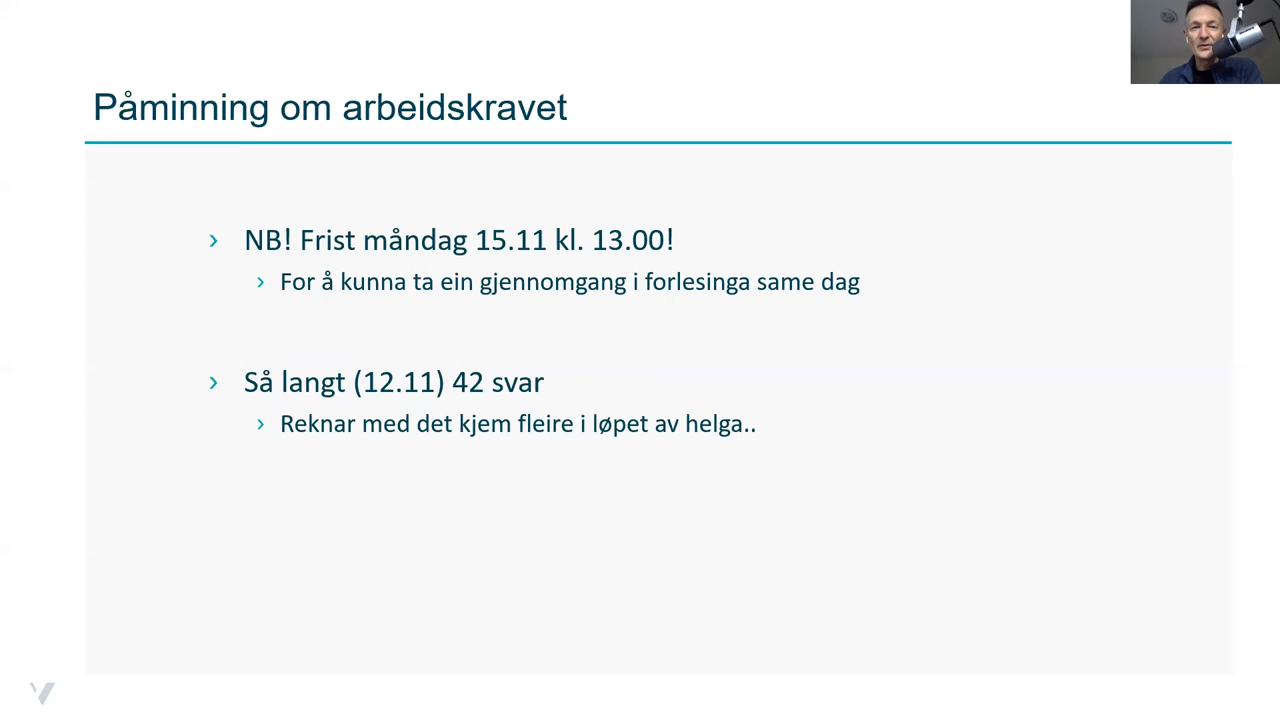 Påminning om arbeidskravet
› NB! Frist måndag 15.11 kl. 13.00!
› For å kunna ta ein gjennomgang i forlesinga same dag
› Så langt (12.11) 42 svar
› Reknar med det kjem fleire i løpet av helga..